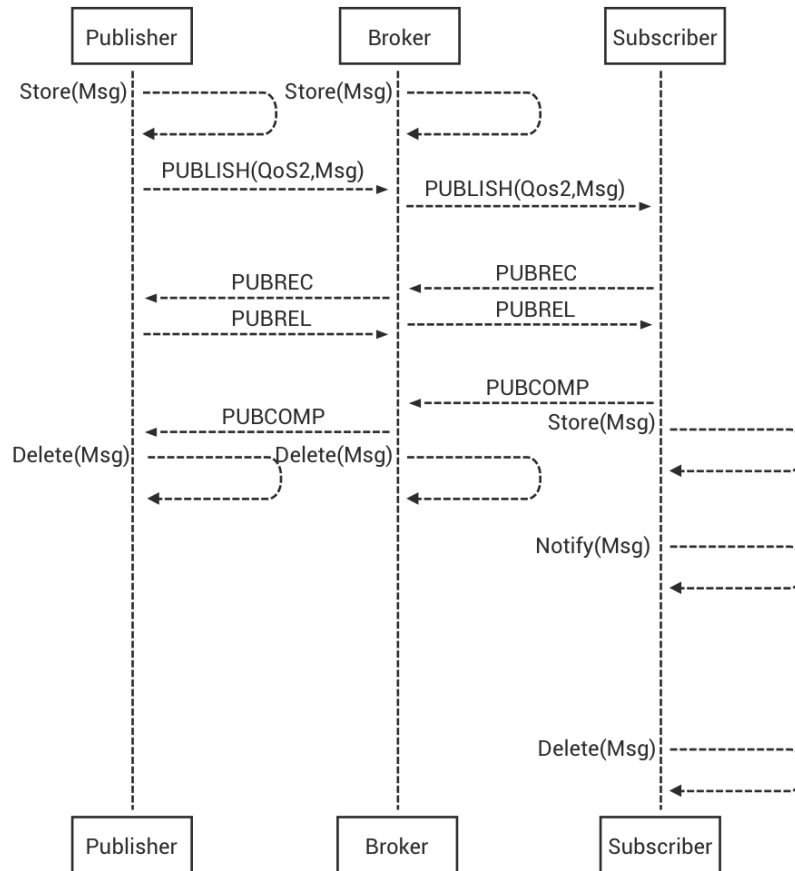 Publisher
Broker
Subscriber
Store(Msg)
Store(Msg)
PUBLISH(QoS2,Msg)
PUBLISH(Qos2,Msg)
PUBREC
PUBREC
PUBREL
PUBREL
PUBCOMP
PUBCOMP
Store(Msg)
Delete(Msg)
Delete(Msg)
Notify(Msg)
Delete(Msg)
Publisher
Broker
Subscriber